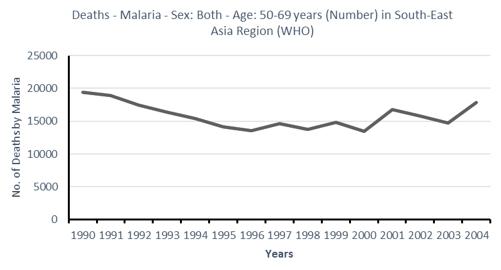 Deaths - Malaria - Sex: Both - Age: 50-69 years (Number) in South-East
Asia Region (WHO)
25000
20000
15000
10000
5000
0
No. of Deaths by Malaria
1990 1991 1992 1993 1994 1995 1996 1997 1998 1999 2000 2001 2002 2003 2004
Years